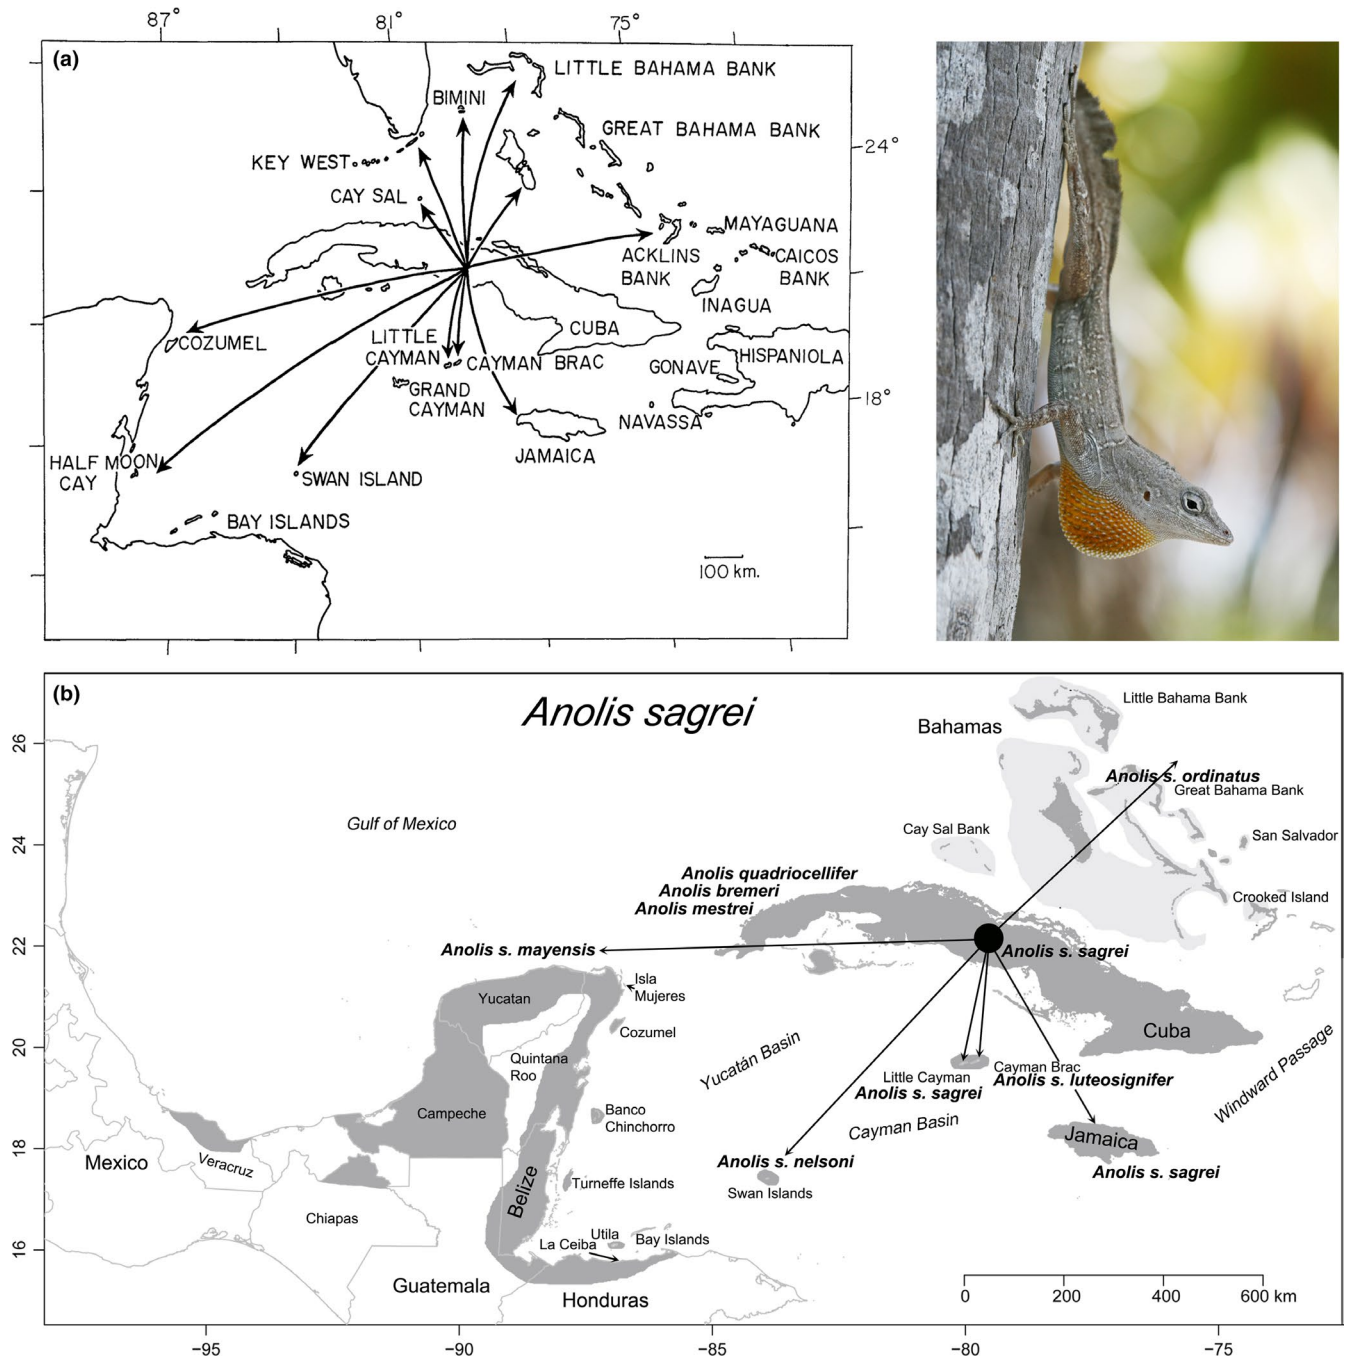 87°
81°
75°
(a)
LITTLE BAHAMA BANK
BIMINI
GREAT BAHAMA BANK
24°
KEY WEST
CAY SAL
MAYAGUANA
ACKLINS
BANK
CAICOS
BANK
INAGUA
CUBA
COZUMEL
LITTLE
CAYMAN
CAYMAN BRAC
HISPANIOLA
GONAVE
GRAND
CAYMAN
18°
NAVASSA
JAMAICA
HALF MOON
CAY
SWAN ISLAND
BAY ISLANDS
100 km.
(b)
Anolis sagrei
Little Bahama Bank
Bahamas
26
Anolis s. ordinatus
Great Bahama Bank
Gulf of Mexico
Cay Sal Bank
San Salvador
24
Anolis quadriocellifer
Anolis bremeri
Anolis mestrei
Crooked Island
22
Anolis s. mayensis
Anolis s. sagrei
Isla
Mujeres
Yucatan
Cozumel
Cuba
20
Quintana
Roo
Yucatán Basin
Windward Passage
Little Cayman
Anolis s. sagrei
Cayman Brac
Anolis s. luteosignifer
Campeche
Banco
Chinchorro
Cayman Basin
Jamaica
18
Mexico
Veracruz
Anolis s. nelsoni
Anolis s. sagrei
Belize
Turneffe Islands
Swan Islands
Chiapas
Utila
Bay Islands
La Ceiba
16
Guatemala
Honduras
0
200
400
600 km
−95
−90
−85
−80
−75